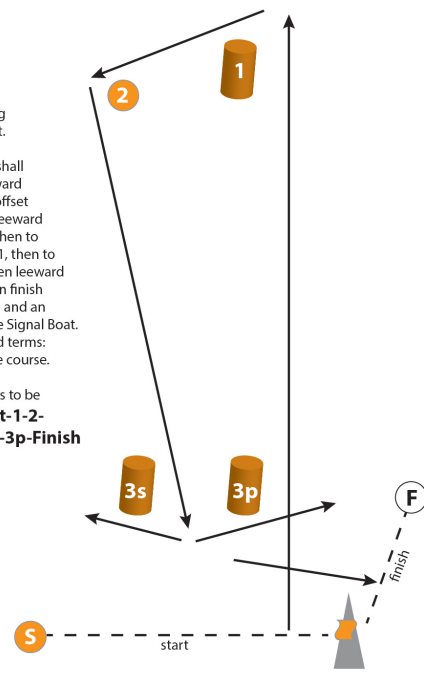 1
2
g
t.
shall
ward
offset
eeward
hen to
1, then to
en leeward
n finish
and an
e Signal Boat.
d terms:
e course.
s to be
t-1-2-
-3p-Finish
3s
3p
F
finish
S
start